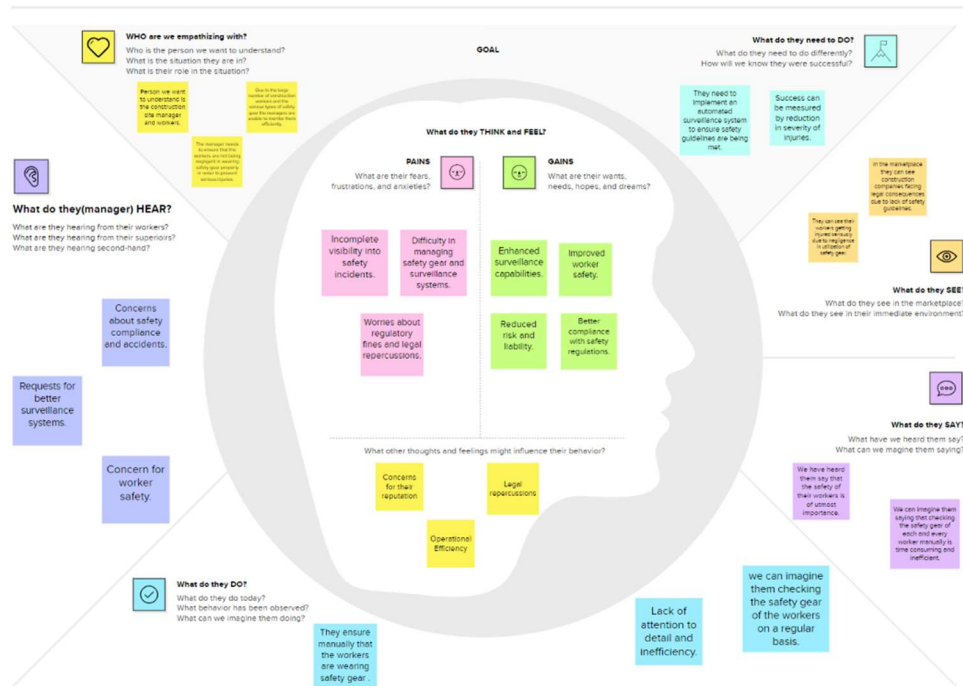 WHO are we empathizing with?
Who is the person we want to understand?
What is the situation they are in?
What is their role in the situation?
Person we want
to understand is
the construction
site manager
and workers.
Due to the large
number of construction
workers and the
various types of safety
gear the managers are
unable to monitor them
efficiently.
The manager needs
to ensure that the
workers are not being
negligent in wearing
safety gear properly
in order to prevent
serious injuries.
GOAL
What do they need to DO?
What do they need to do differently?
How will we know they were successful?
They need to
implement an
automated
surveillance system
to ensure safety
guidelines are being
met.
Success can
be measured
by reduction
in severity of
injuries.
What do they(manager) HEAR?
What are they hearing from their workers?
What are they hearing from their superiors?
What are they hearing second-hand?
Concerns
about safety
compliance
and accidents.
Requests for
better
surveillance
systems.
Concern for
worker
safety.
What do they THINK and FEEL?
PAINS
What are their fears,
frustrations, and anxieties?
Incomplete
visibility into
safety
incidents.
Difficulty in
managing
safety gear and
surveillance
systems.
Worries about
regulatory
fines and legal
repercussions.
GAINS
What are their wants,
needs, hopes, and dreams?
Enhanced
surveillance
capabilities.
Improved
worker
safety.
Reduced
risk and
liability.
Better
compliance
with safety
regulations.
What other thoughts and feelings might influence their behavior?
Concerns
for their
reputation
Legal
repercussions
Operational
Efficiency
In the marketplace
they can see
construction
companies facing
legal consequences
due to lack of safety
guidelines.
They can see their
workers getting
injured seriously
due to negligence
in utilization of
safety gear.
What do they SEE?
What do they see in the marketplace?
What do they see in their immediate environment?
What do they SAY?
What have we heard them say?
What can we magine them saying?
We have heard
them say that
the safety of
their workers is
of utmost
importance.
We can imagine them
saying that checking
the safety gear of
each and every
worker manually is
time consuming and
inefficient.
What do they DO?
What do they do today?
What behavior has been observed?
What can we imagine them doing?
They ensure
manually that
the workers
are wearing
safety gear .
Lack of
attention to
detail and
inefficiency.
we can imagine
them checking
the safety gear
of the workers
on a regular
basis.